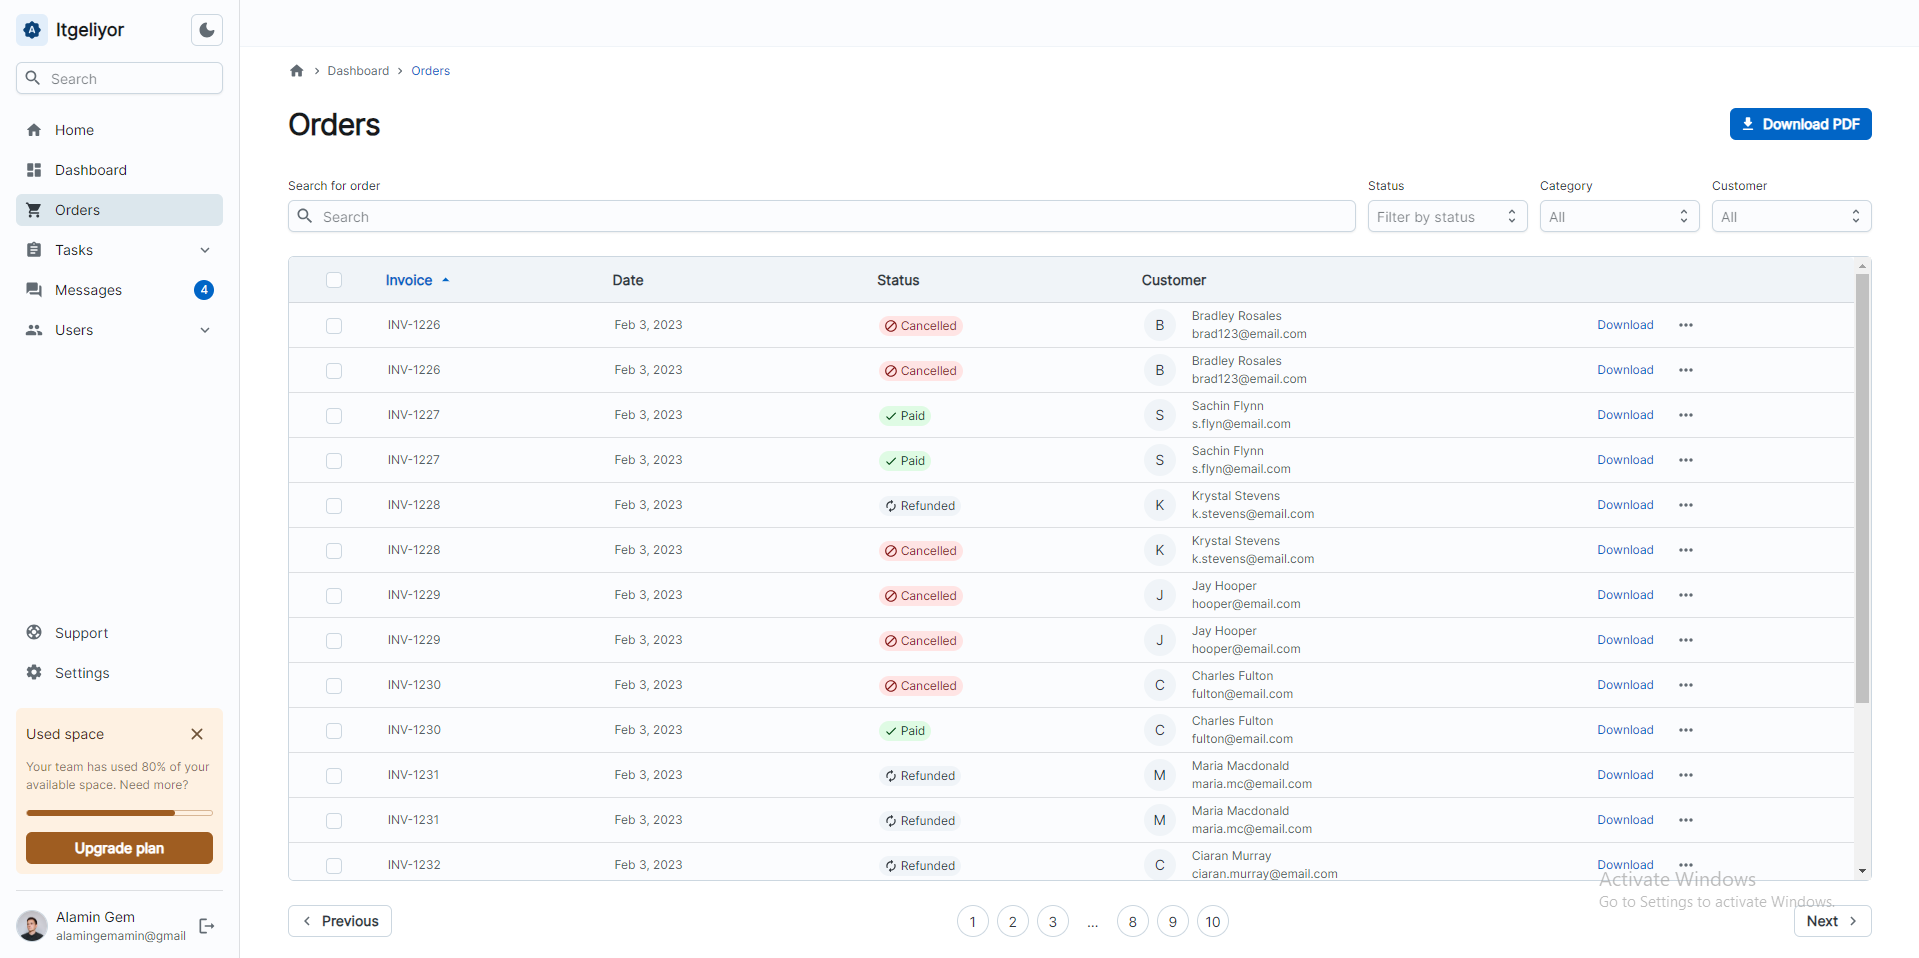 A Itgeliyor
Search
Home
Dashboard
Orders
Tasks
Messages 4
Users
Support
Settings
Used space
Your team has used 80% of your
available space. Need more?
Upgrade plan
Alamin Gem
alamingemamin@gmail
Dashboard Orders
Orders
Download PDF
Search for order Status Category Customer
Search Filter by status All All
Invoice Date Status Customer
INV-1226 Feb 3, 2023 Cancelled B Bradley Rosales Download
brad123@email.com
INV-1226 Feb 3, 2023 Cancelled B Bradley Rosales Download
brad123@email.com
INV-1227 Feb 3, 2023 Paid S Sachin Flynn Download
s.flyn@email.com
INV-1227 Feb 3, 2023 Paid S Sachin Flynn Download
s.flyn@email.com
INV-1228 Feb 3, 2023 Refunded K Krystal Stevens Download
k.stevens@email.com
INV-1228 Feb 3, 2023 Cancelled K Krystal Stevens Download
k.stevens@email.com
INV-1229 Feb 3, 2023 Cancelled J Jay Hooper Download
hooper@email.com
INV-1229 Feb 3, 2023 Cancelled J Jay Hooper Download
hooper@email.com
INV-1230 Feb 3, 2023 Cancelled C Charles Fulton Download
fulton@email.com
INV-1230 Feb 3, 2023 Paid C Charles Fulton Download
fulton@email.com
INV-1231 Feb 3, 2023 Refunded M Maria Macdonald Download
maria.mc@email.com
INV-1231 Feb 3, 2023 Refunded M Maria Macdonald Download
maria.mc@email.com
INV-1232 Feb 3, 2023 Refunded C Ciaran Murray Download
ciaran.murray@email.com
Activate Windows
Go to Settings to activate Windows.
Previous 1 2 3 ... 8 9 10 Next